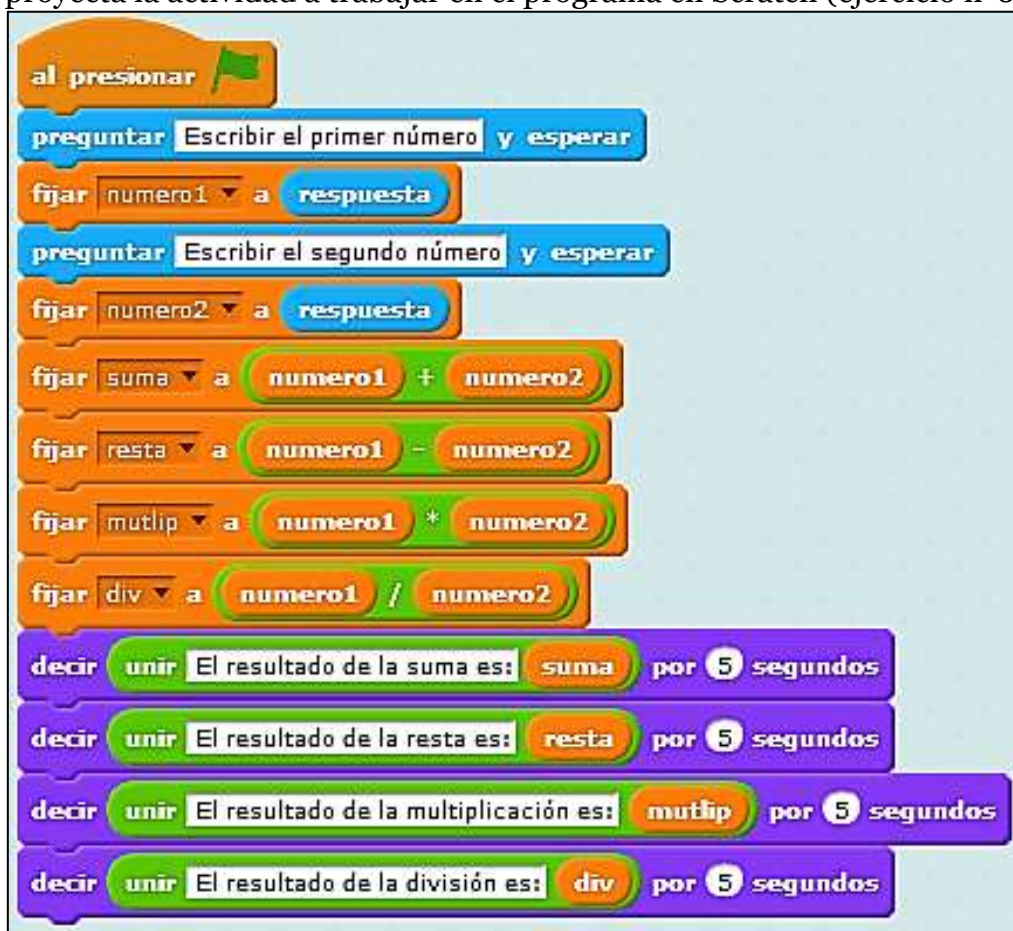 proyecta la actividad a trabajar en el programa en Scratch (ejercicio n°
al presionar
preguntar Escribir el primer número y esperar
fijar numero1 a respuesta
preguntar Escribir el segundo número y esperar
fijar numero2 a respuesta
fijar suma a numero1 + numero2
fijar resta a numero1 - numero2
fijar mutlip a numero1 * numero2
fijar div a numero1 / numero2
decir unir El resultado de la suma es: suma por 5 segundos
decir unir El resultado de la resta es: resta por 5 segundos
decir unir El resultado de la multiplicación es: mutlip por 5 segundos
decir unir El resultado de la división es: div por 5 segundos